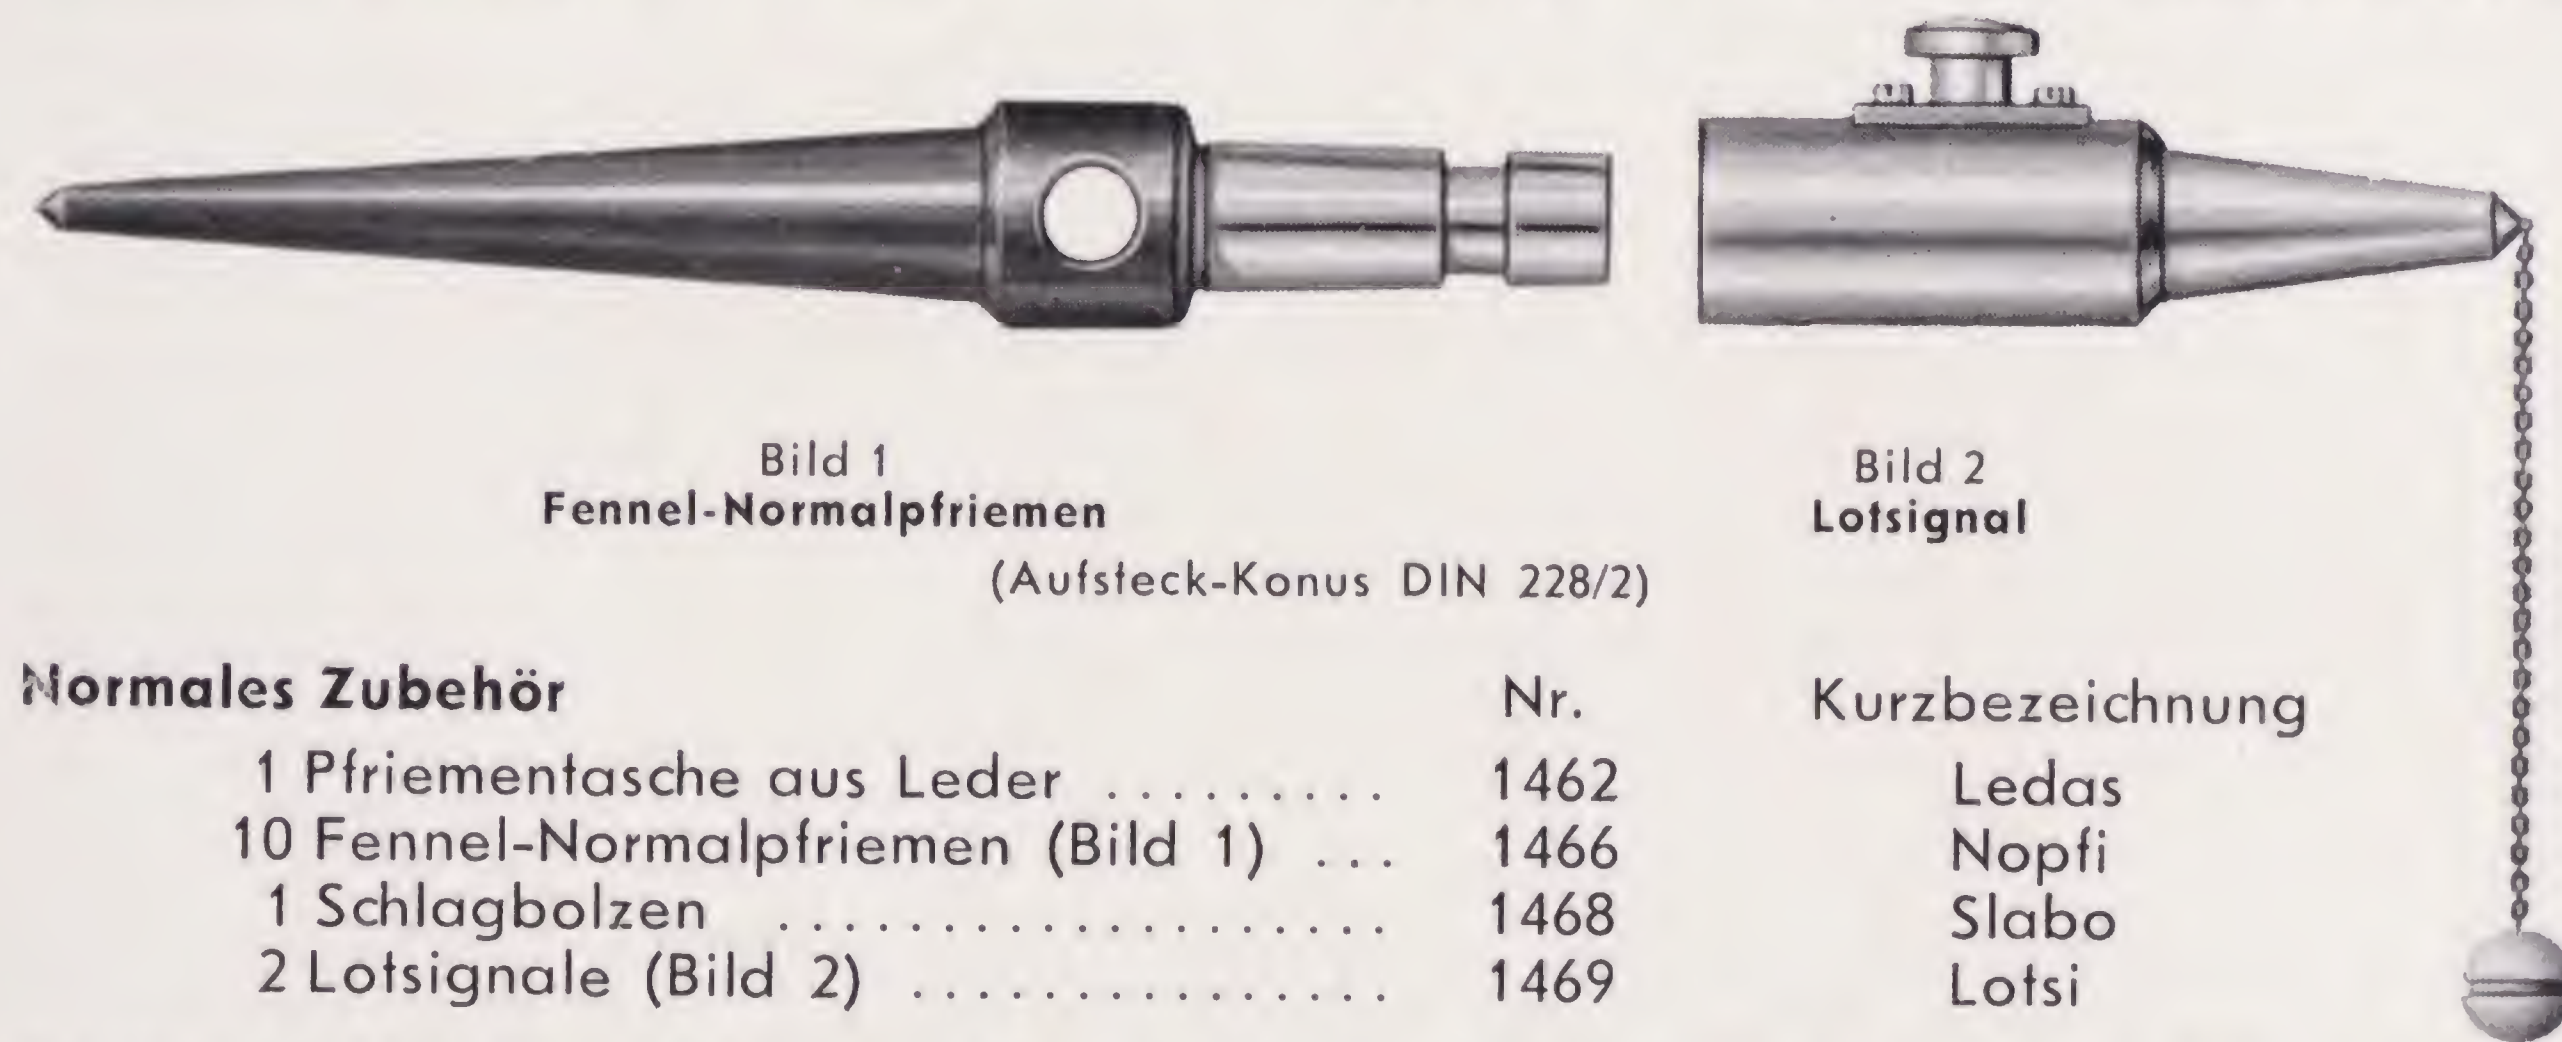 Bild 1
Fennel-Normalpfriemen
Bild 2
Lotsignal
(Aufsteck-Konus DIN 228/2)
Normales Zubehör Nr. Kurzbezeichnung
1 Pfriementasche aus Leder ......... 1462 Ledas
10 Fennel-Normalpfriemen (Bild 1) ... 1466 Nopfi
1 Schlagbolzen ................... 1468 Slabo
2 Lotsignale (Bild 2) ............... 1469 Lotsi